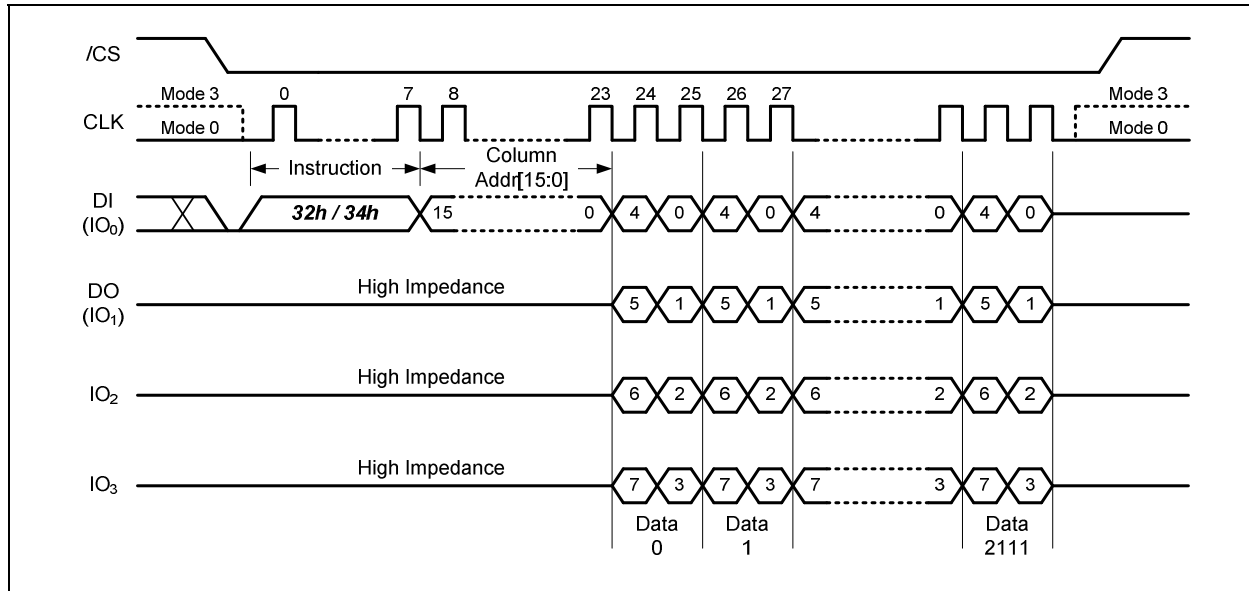 /CS
Mode 3 0 7 8 23 24 25 26 27 Mode 3
CLK
Mode 0 Mode 0
Instruction
Column
Addr[15:0]
DI
(IO₀)
32h / 34h 15 0 4 0 4 0 4 0 4 0
DO
(IO₁)
High Impedance 5 1 5 1 5 1 5 1
IO₂
High Impedance 6 2 6 2 6 2 6 2
IO₃
High Impedance 7 3 7 3 7 3 7 3
Data
0
Data
1
Data
2111